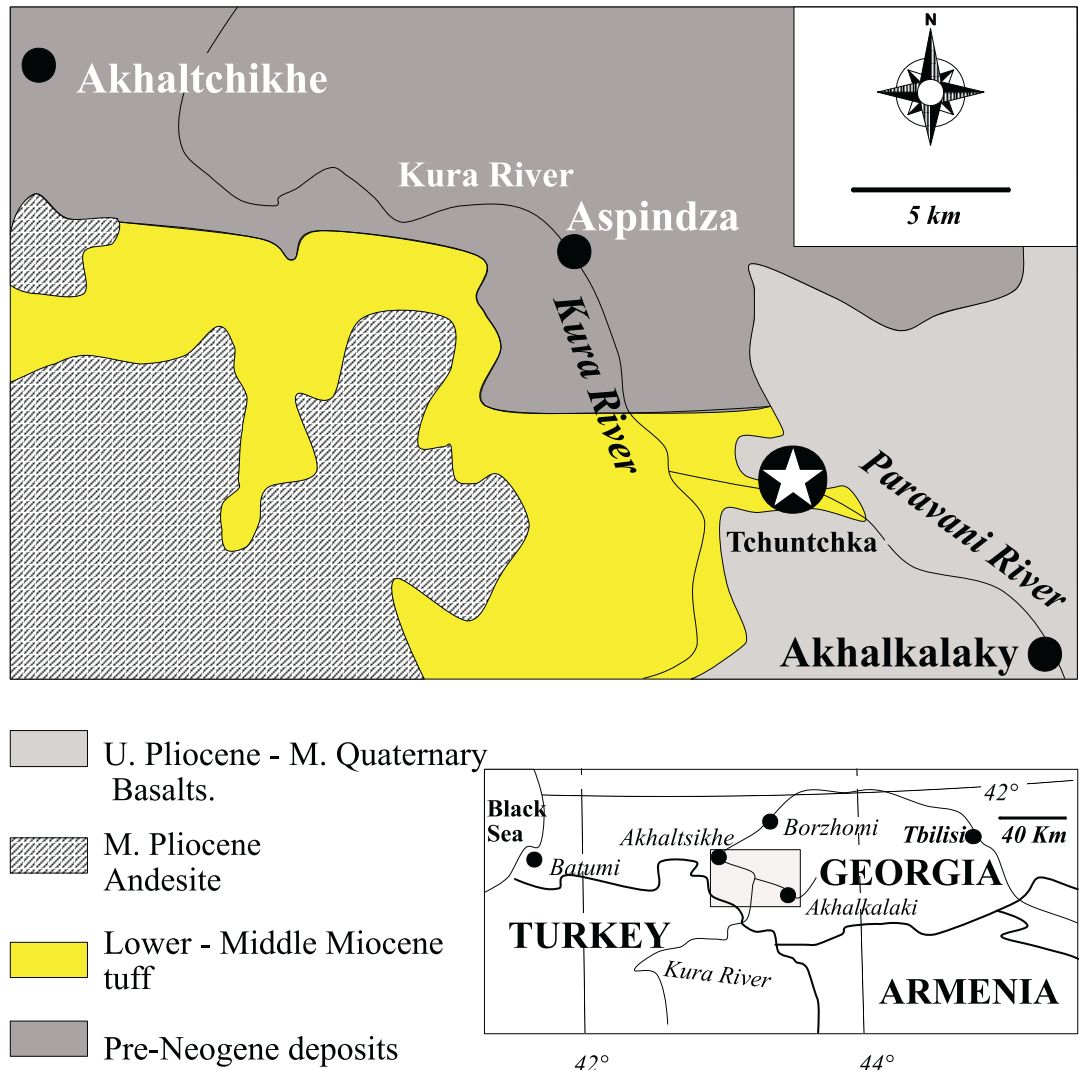 N
5 km
Akhaltchikhe
Kura River
Aspindza
Kura River
Paravani River
Tchuntchka
Akhalkalaky
U. Pliocene - M. Quaternary
Basalts.
M. Pliocene
Andesite
Lower - Middle Miocene
tuff
Pre-Neogene deposits
42°
Black
Sea
Akhaltsikhe
Borzhomi
Tbilisi
40 Km
Batumi
GEORGIA
Akhalkalaki
TURKEY
Kura River
ARMENIA
42°
44°